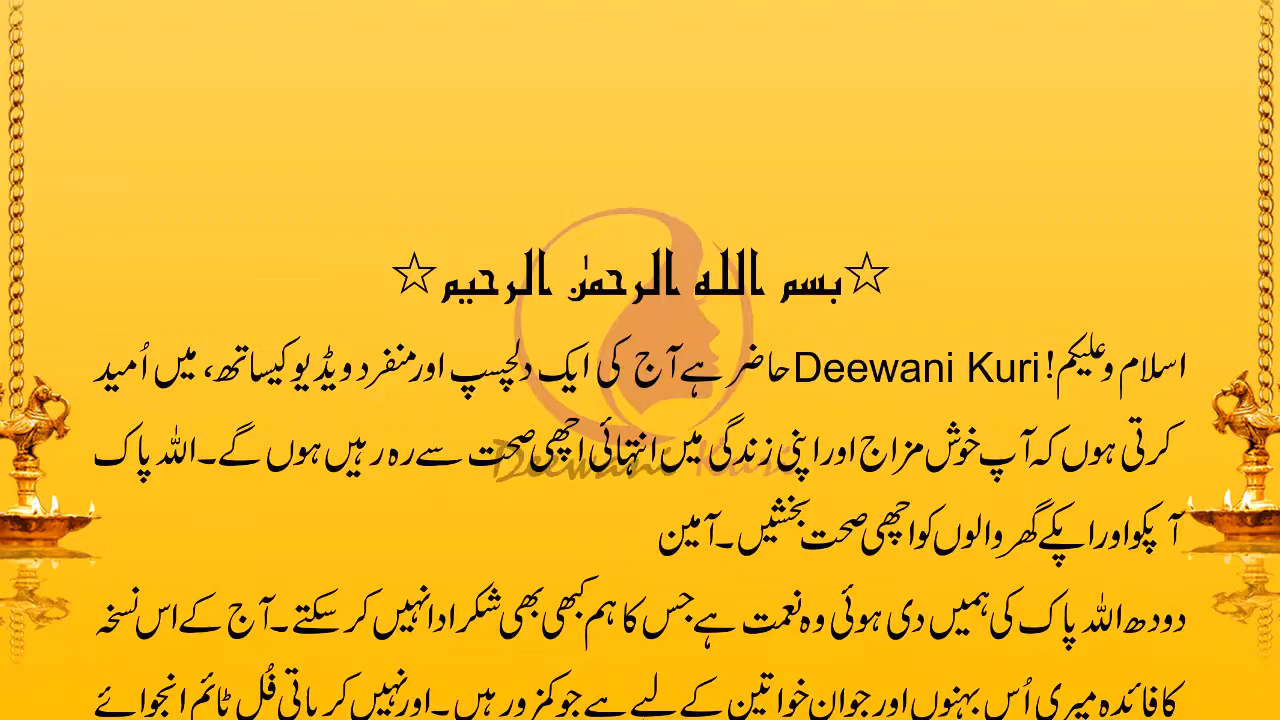 ☆بسم الله الرحمٰن الرحیم☆
اسلام وعلیکم! Deewani Kuri حاضر ہے آج کی ایک دلچسپ اور منفرد ویڈیو کیساتھ، میں اُمید
کرتی ہوں کہ آپ خوش مزاج اور اپنی زندگی میں انتہائی اچھی صحت سے رہ رہیں ہوں گے۔ اللہ پاک
Deewani Kuri
آپکو اور اپکے گھر والوں کو اچھی صحت بخشیں۔ آمین
دودھ اللہ پاک کی ہمیں دی ہوئی وہ نعمت ہے جس کا ہم کبھی بھی شکر ادا نہیں کر سکتے۔ آج کے اس نسخہ
کا فائدہ میری اُس بہنوں اور جوان خواتین کے لیے ہے جو کمزور ہیں۔ اور نہیں کر پاتی فُل ٹائم انجوائے